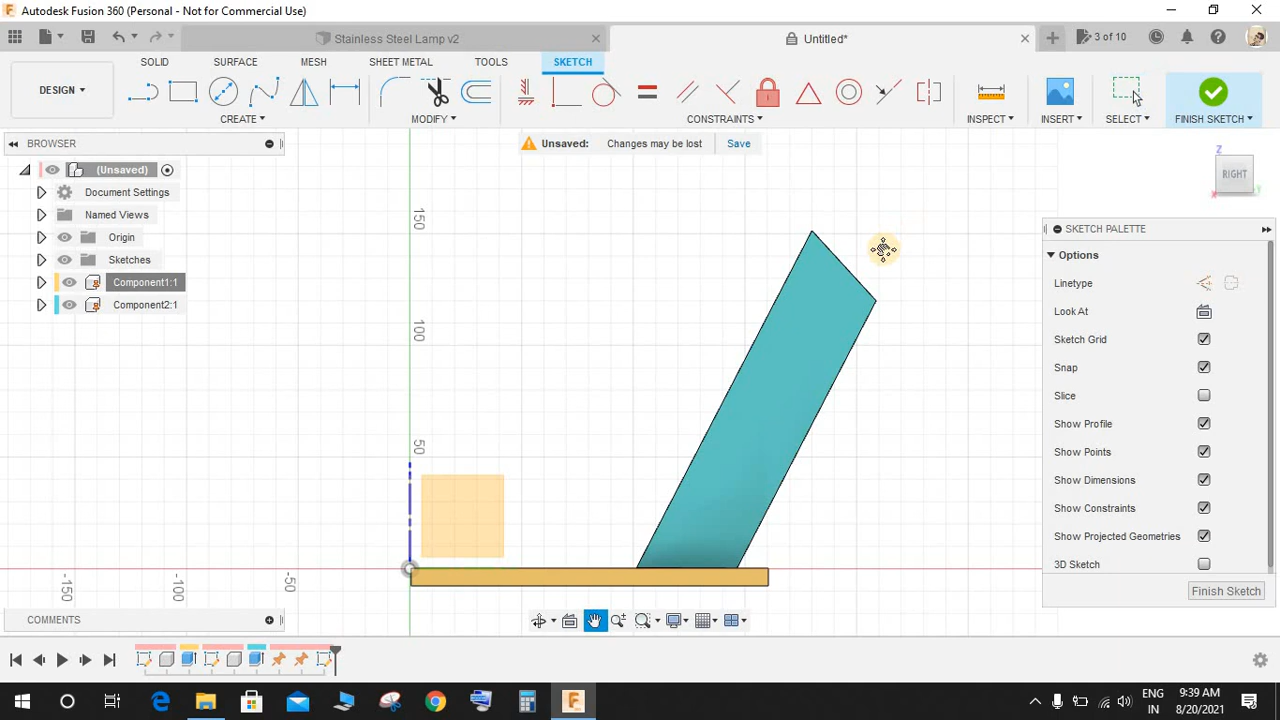 Autodesk Fusion 360 (Personal - Not for Commercial Use)
Stainless Steel Lamp v2
Untitled*
3 of 10
DESIGN
SOLID
SURFACE
MESH
SHEET METAL
TOOLS
SKETCH
CREATE
MODIFY
CONSTRAINTS
INSPECT
INSERT
SELECT
FINISH SKETCH
BROWSER
Unsaved: Changes may be lost Save
(Unsaved)
Document Settings
Named Views
Origin
Sketches
Component1:1
Component2:1
Z
RIGHT
X
Y
150
100
50
-150
-100
-50
SKETCH PALETTE
Options
Linetype
Look At
Sketch Grid
Snap
Slice
Show Profile
Show Points
Show Dimensions
Show Constraints
Show Projected Geometries
3D Sketch
Finish Sketch
COMMENTS
ENG
IN
9:39 AM
8/20/2021